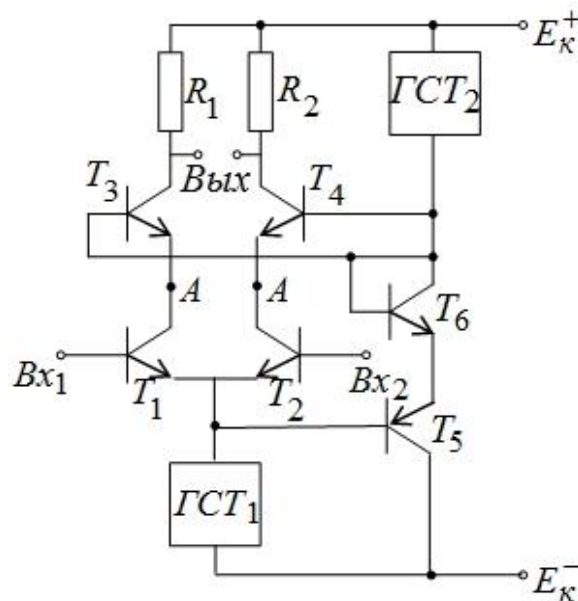 E_к^+
R_1
R_2
ГСТ_2
Вых
T_3
T_4
A
A
T_6
Вх_1
T_1
T_2
Вх_2
T_5
ГСТ_1
E_к^-